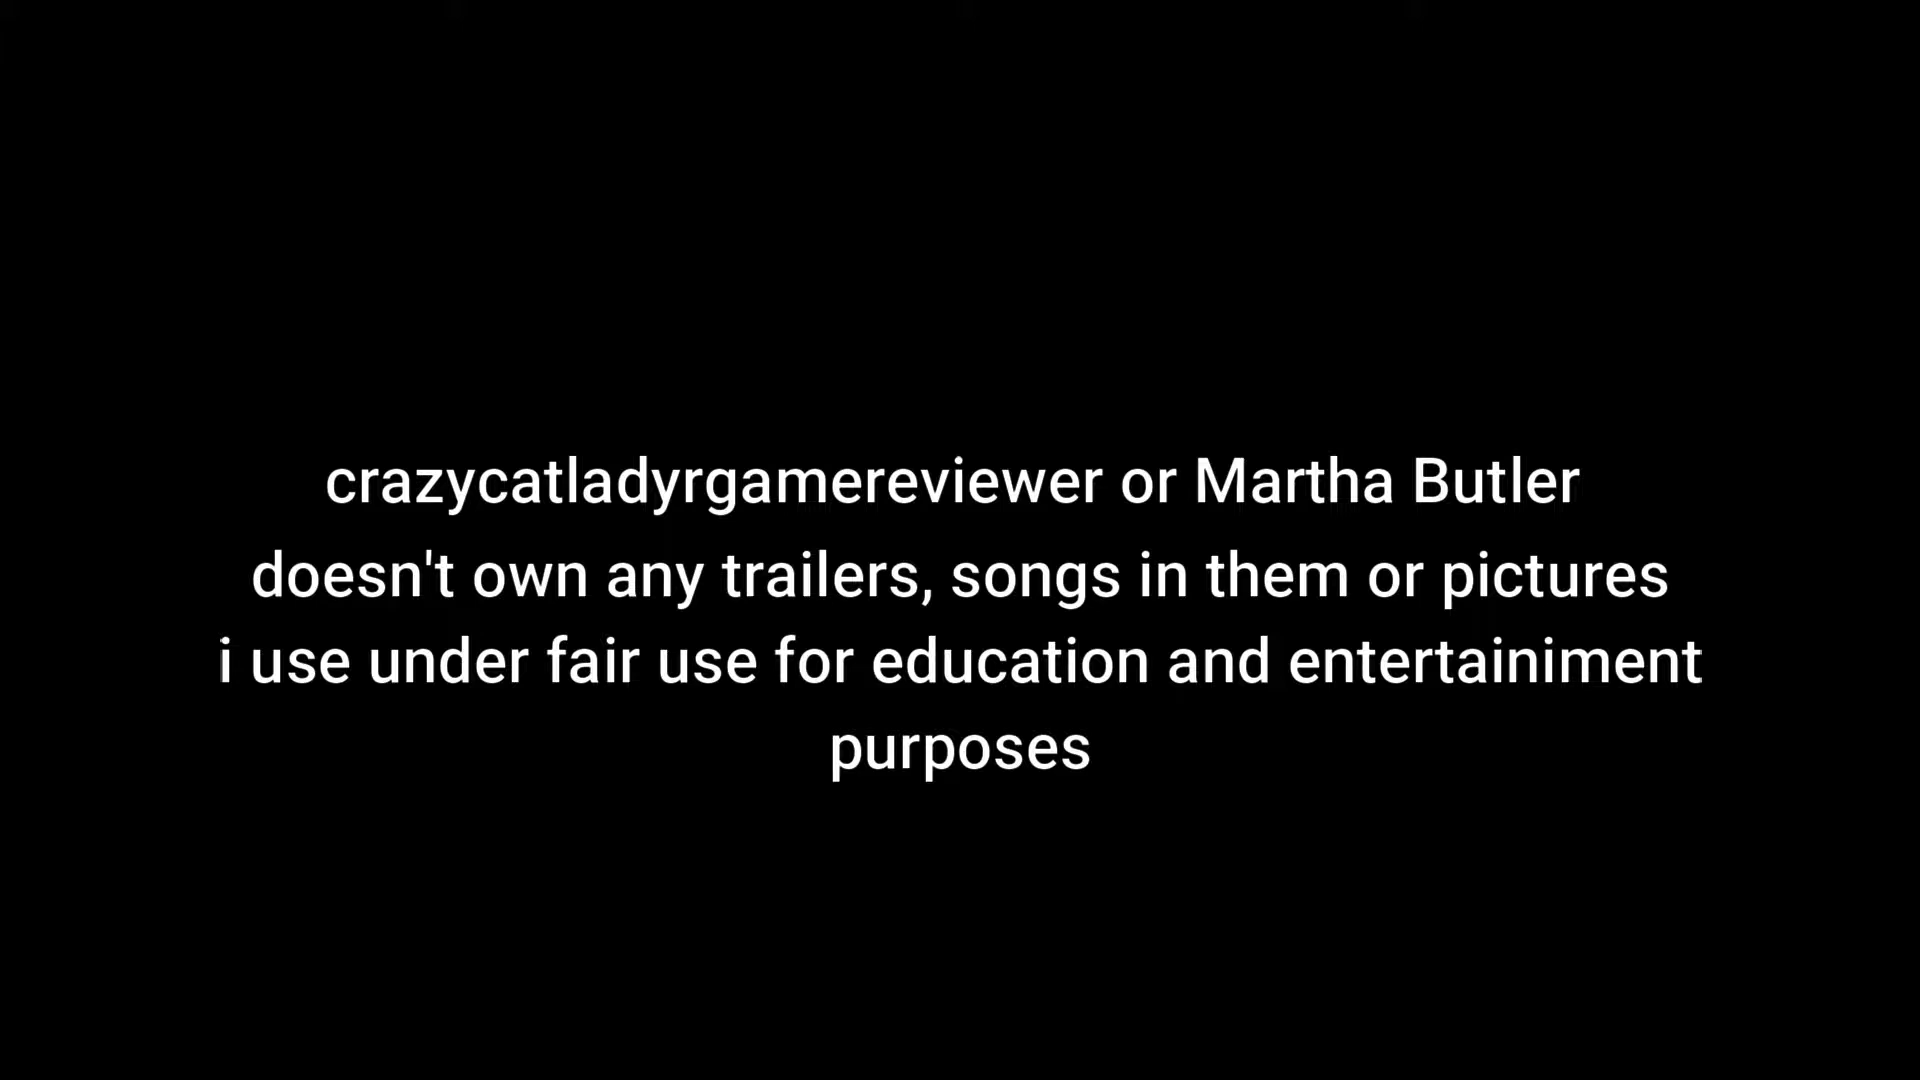 crazycatladyrgamereviewer or Martha Butler
doesn't own any trailers, songs in them or pictures
i use under fair use for education and entertainiment
purposes